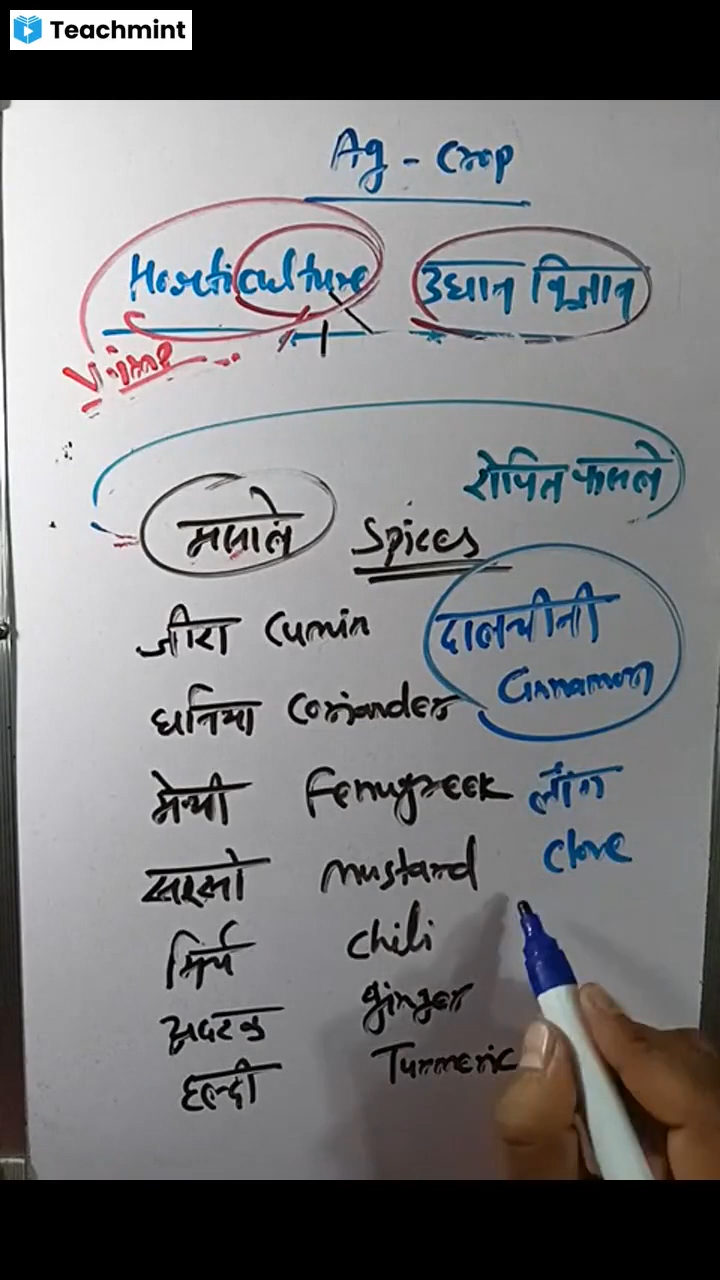 Teachmint
Ag - Crop
Horticulture उधान विज्ञान
रोपित फसले
मसाले Spices
जीरा Cumin दालचीनी
Cinnamon
धनिया Coriander
मेन्थी Fenugreek लौंग
सरसो mustard Clove
मिर्च Chili
अदरक ginger
हल्दी Turmeric